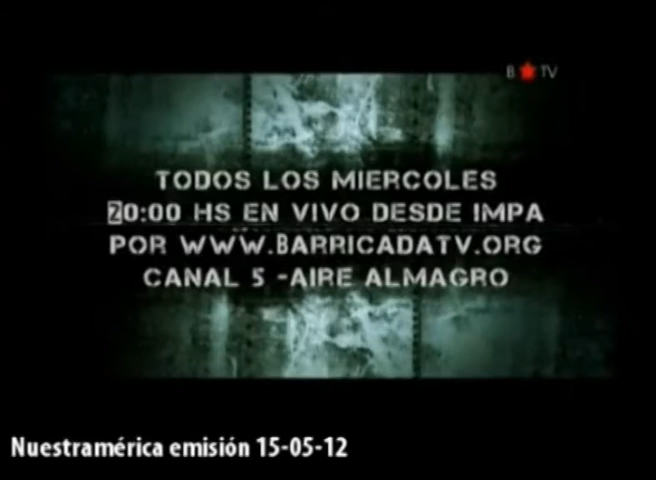 B TV
TODOS LOS MIERCOLES
20:00 HS EN VIVO DESDE IMPA
POR WWW.BARRICADATV.ORG
CANAL 5 -AIRE ALMAGRO
Nuestramérica emisión 15-05-12